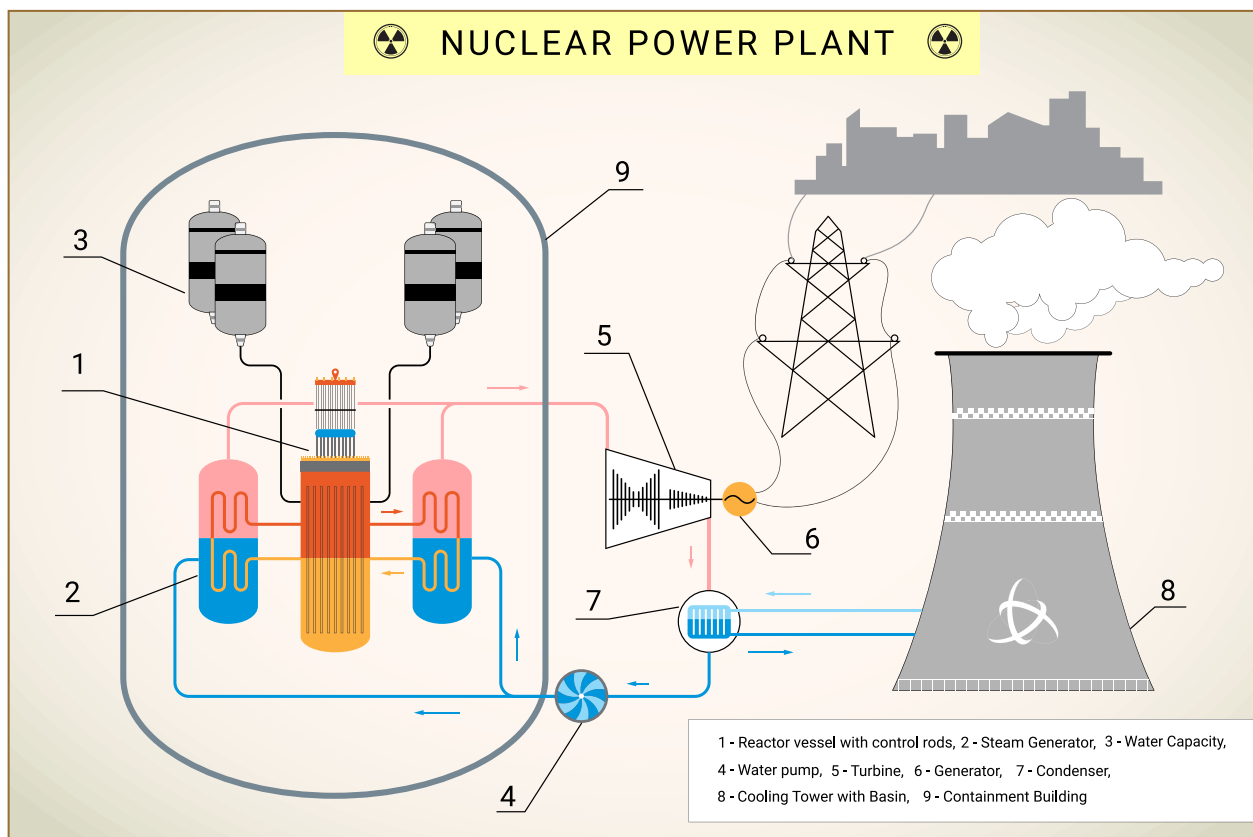 NUCLEAR POWER PLANT
9
3
5
1
6
2
7
8
4
1 - Reactor vessel with control rods, 2 - Steam Generator, 3 - Water Capacity,
4 - Water pump, 5 - Turbine, 6 - Generator, 7 - Condenser,
8 - Cooling Tower with Basin, 9 - Containment Building